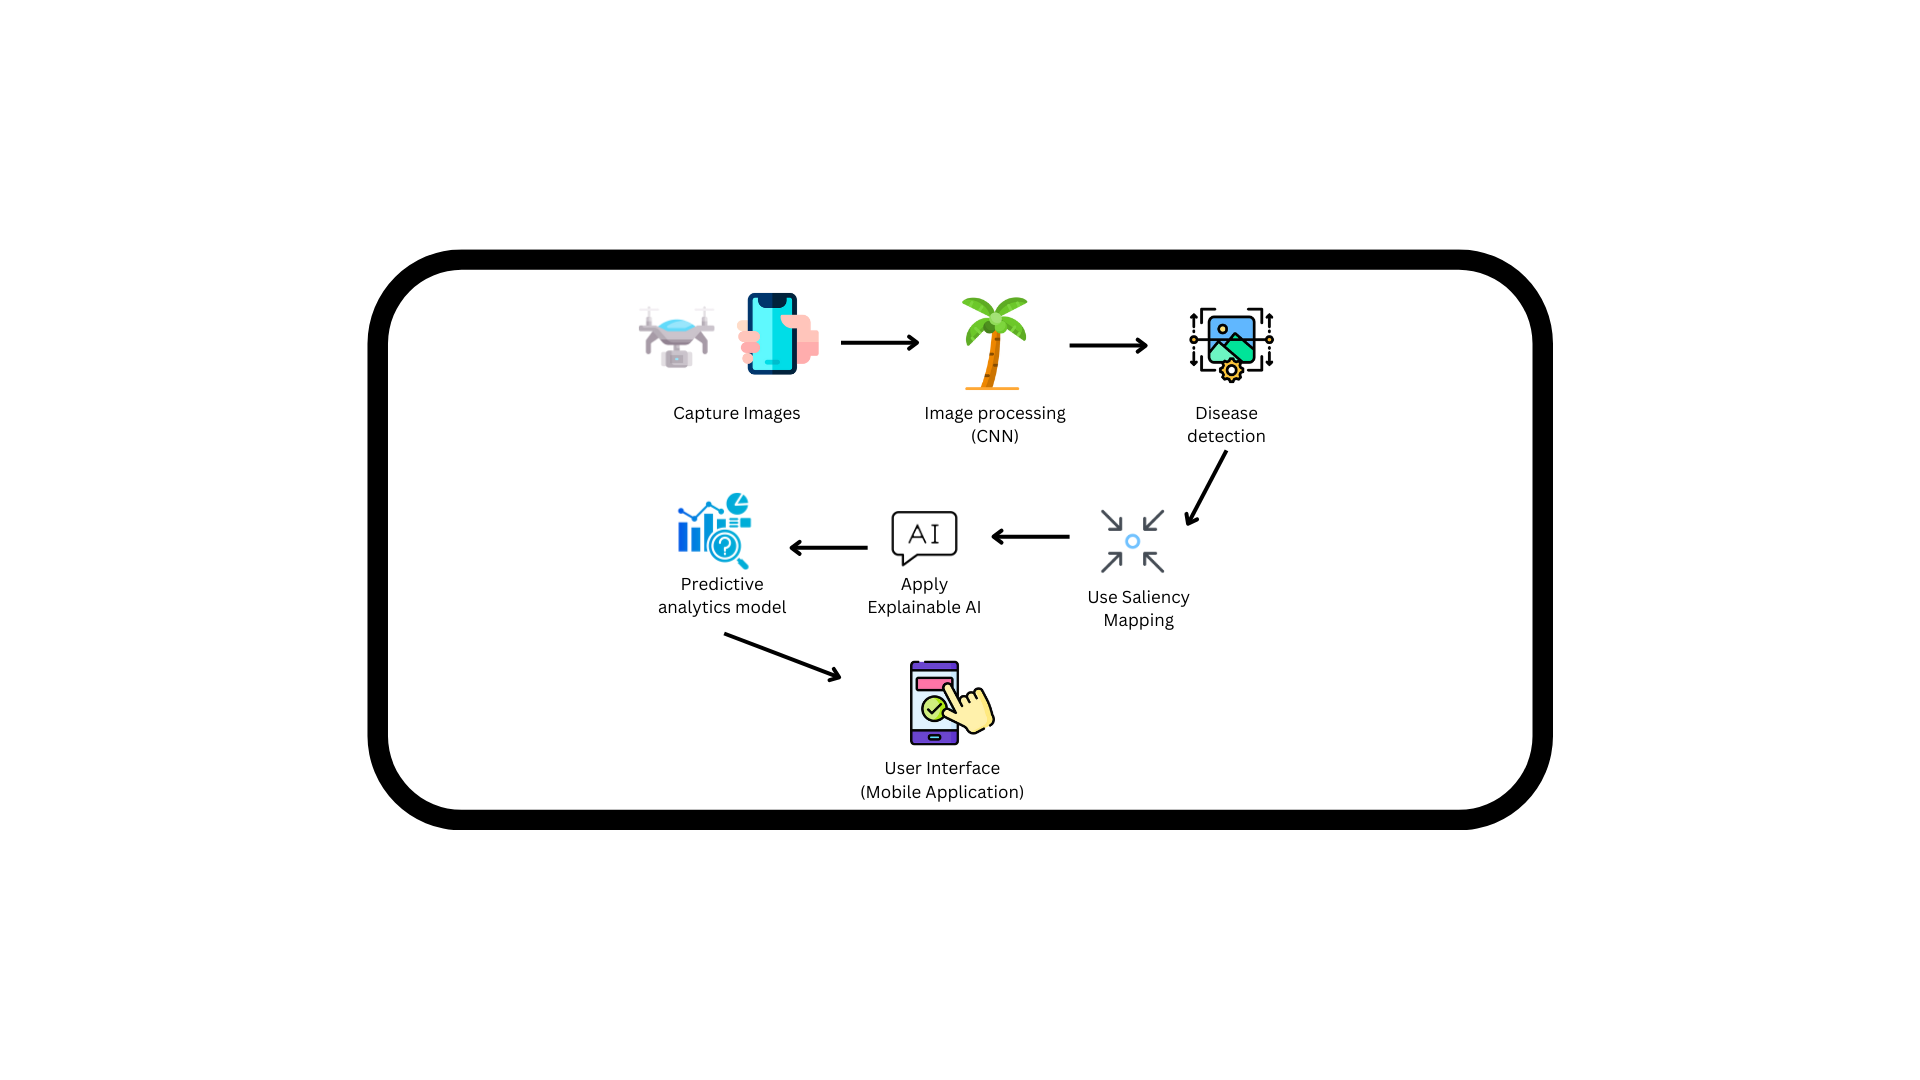 Capture Images
Image processing
(CNN)
Disease
detection
AI
Predictive
analytics model
Apply
Explainable AI
Use Saliency
Mapping
User Interface
(Mobile Application)